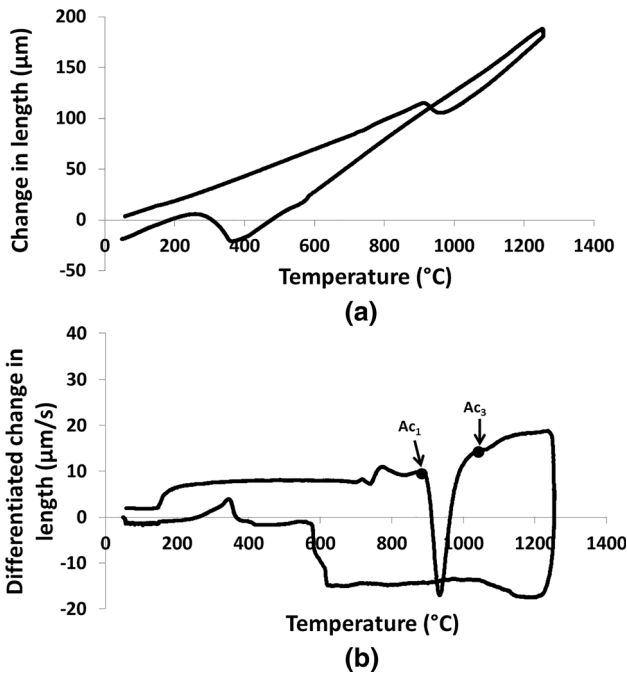 (a)
200
150
100
50
0
-50
0 200 400 600 800 1000 1200 1400
Change in length (µm)
Temperature (°C)
(a)
40
30
20
10
0
-10
-20
0 200 400 600 800 1000 1200 1400
Differentiated change in
length (µm/s)
Ac₁
Ac₃
Temperature (°C)
(b)